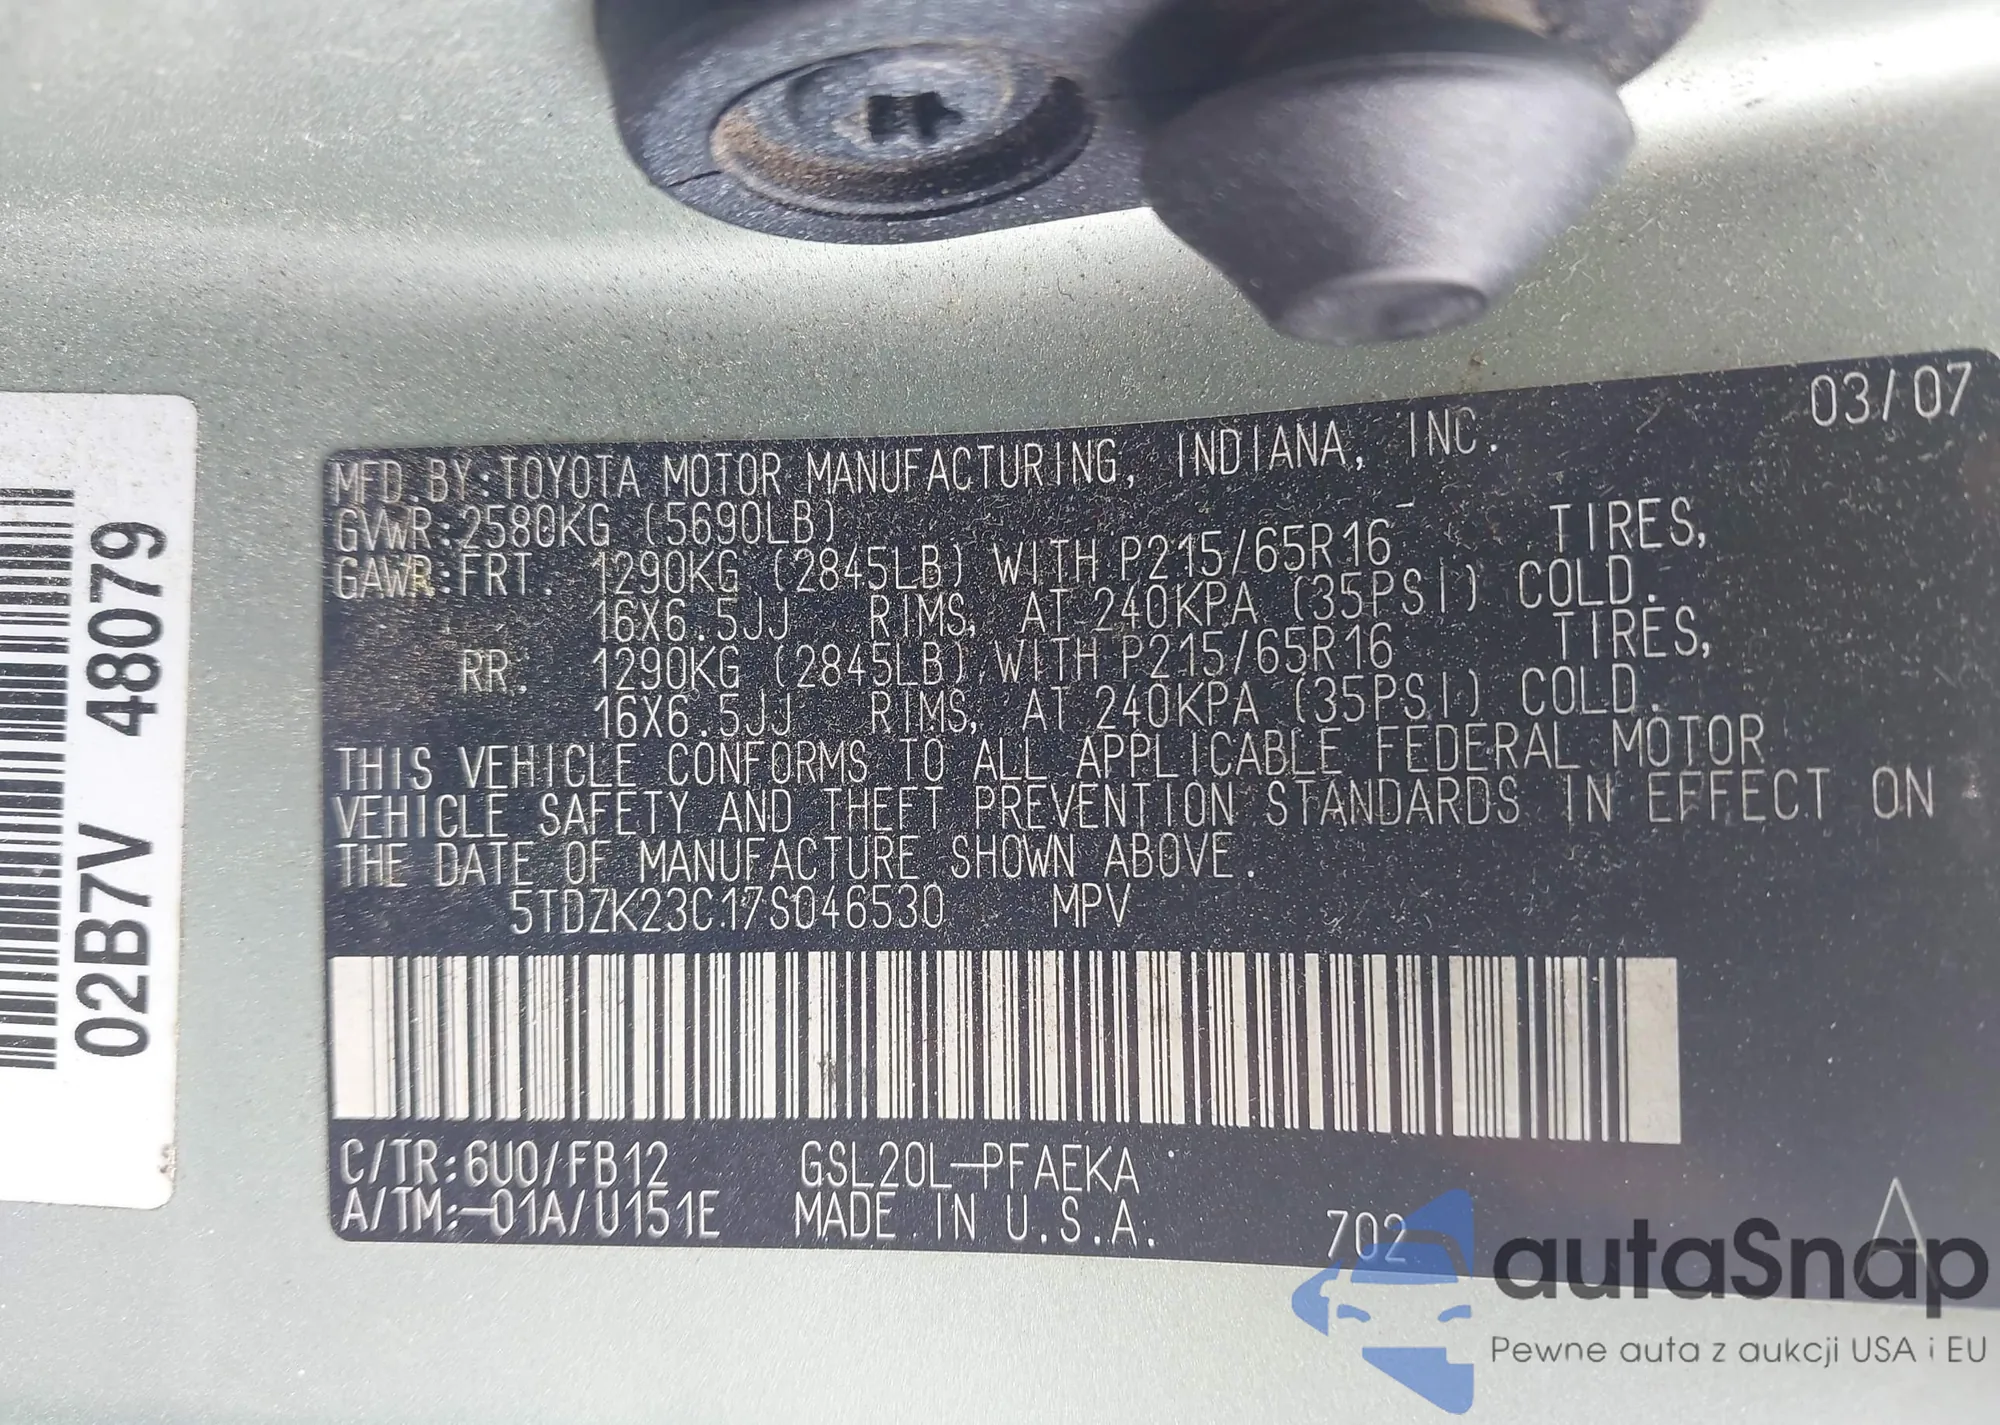 03/07
MFD. BY: TOYOTA MOTOR MANUFACTURING, INDIANA, INC.
GVWR: 2580KG (5690LB)
GAWR: FRT. 1290KG (2845LB) WITH P215/65R16 TIRES,
16X6.5JJ RIMS, AT 240KPA (35PSI) COLD.
RR. 1290KG (2845LB) WITH P215/65R16 TIRES,
16X6.5JJ RIMS, AT 240KPA (35PSI) COLD.
THIS VEHICLE CONFORMS TO ALL APPLICABLE FEDERAL MOTOR
VEHICLE SAFETY AND THEFT PREVENTION STANDARDS IN EFFECT ON
THE DATE OF MANUFACTURE SHOWN ABOVE.
5TDZK23C17S046530 MPV
C/TR: 6U0/FB12 GSL20L-PFAEKA
A/TM: -01A/U151E MADE IN U.S.A.
702
A
02B7V 48079
autaSnap
Pewne auta z aukcji USA i EU